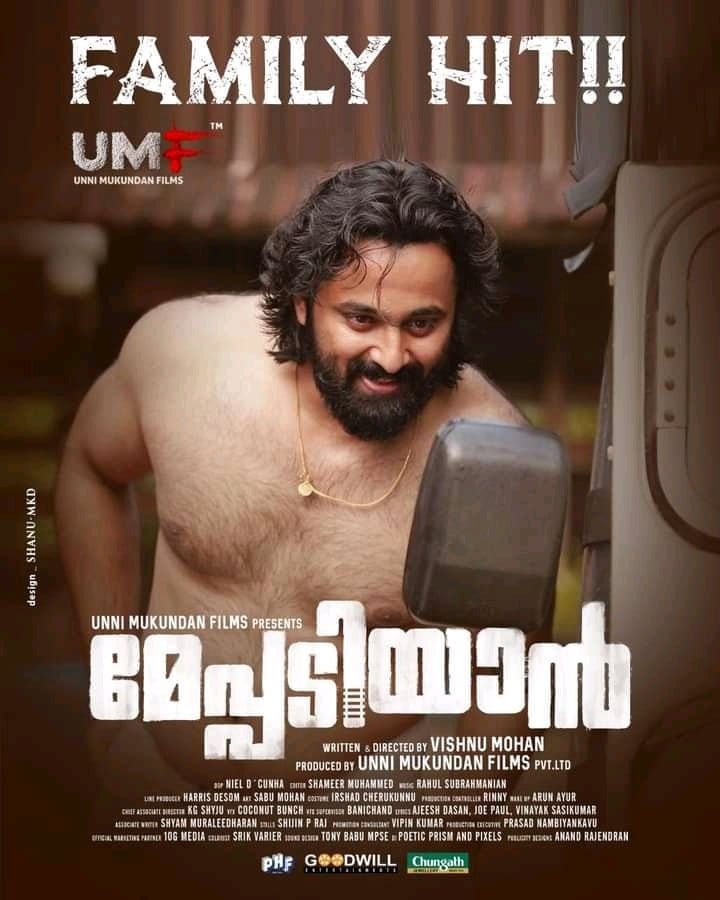 FAMILY HIT!!
UMF TM
UNNI MUKUNDAN FILMS
design _ SHANU-MKD
UNNI MUKUNDAN FILMS PRESENTS
മേപ്പടിയാൻ
WRITTEN & DIRECTED BY VISHNU MOHAN
PRODUCED BY UNNI MUKUNDAN FILMS PVT.LTD
DOP NIEL D´CUNHA EDITOR SHAMEER MUHAMMED MUSIC RAHUL SUBRAHMANIAN
LINE PRODUCER HARRIS DESOM ART SABU MOHAN COSTUME IRSHAD CHERUKUNNU PRODUCTION CONTROLLER RINNY MAKE UP ARUN AYUR
CHIEF ASSOCIATE DIRECTOR KG SHYJU VFX COCONUT BUNCH VFX SUPERVISOR BANICHAND LYRICS AJEESH DASAN, JOE PAUL, VINAYAK SASIKUMAR
ASSOCIATE WRITER SHYAM MURALEEDHARAN STILLS SHIJIN P RAJ PROMOTION CONSULTANT VIPIN KUMAR PRODUCTION EXECUTIVE PRASAD NAMBIYANKAVU
OFFICIAL MARKETING PARTNER 10G MEDIA COLORIST SRIK VARIER SOUND DESIGN TONY BABU MPSE DI POETIC PRISM AND PIXELS PUBLICITY DESIGNS ANAND RAJENDRAN
PHF GOODWILL ENTERTAINMENTS Chungath JEWELLERY